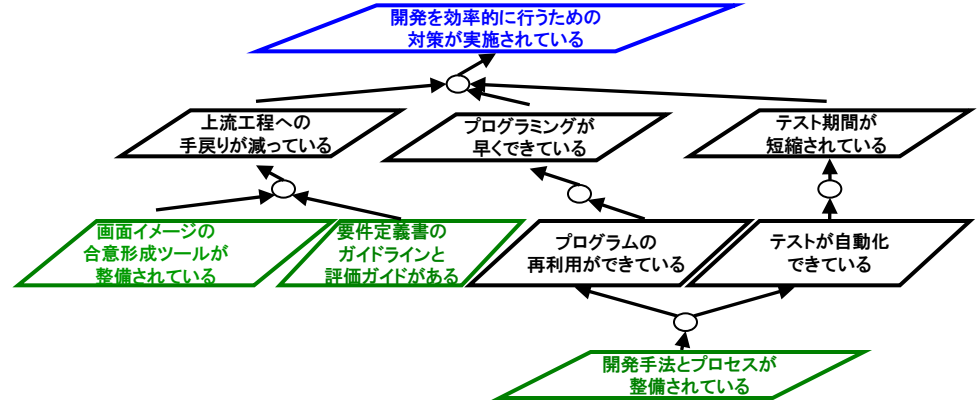 開発を効率的に行うための
対策が実施されている
上流工程への
手戻りが減っている
プログラミングが
早くできている
テスト期間が
短縮されている
画面イメージの
合意形成ツールが
整備されている
要件定義書の
ガイドラインと
評価ガイドがある
プログラムの
再利用ができている
テストが自動化
できている
開発手法とプロセスが
整備されている